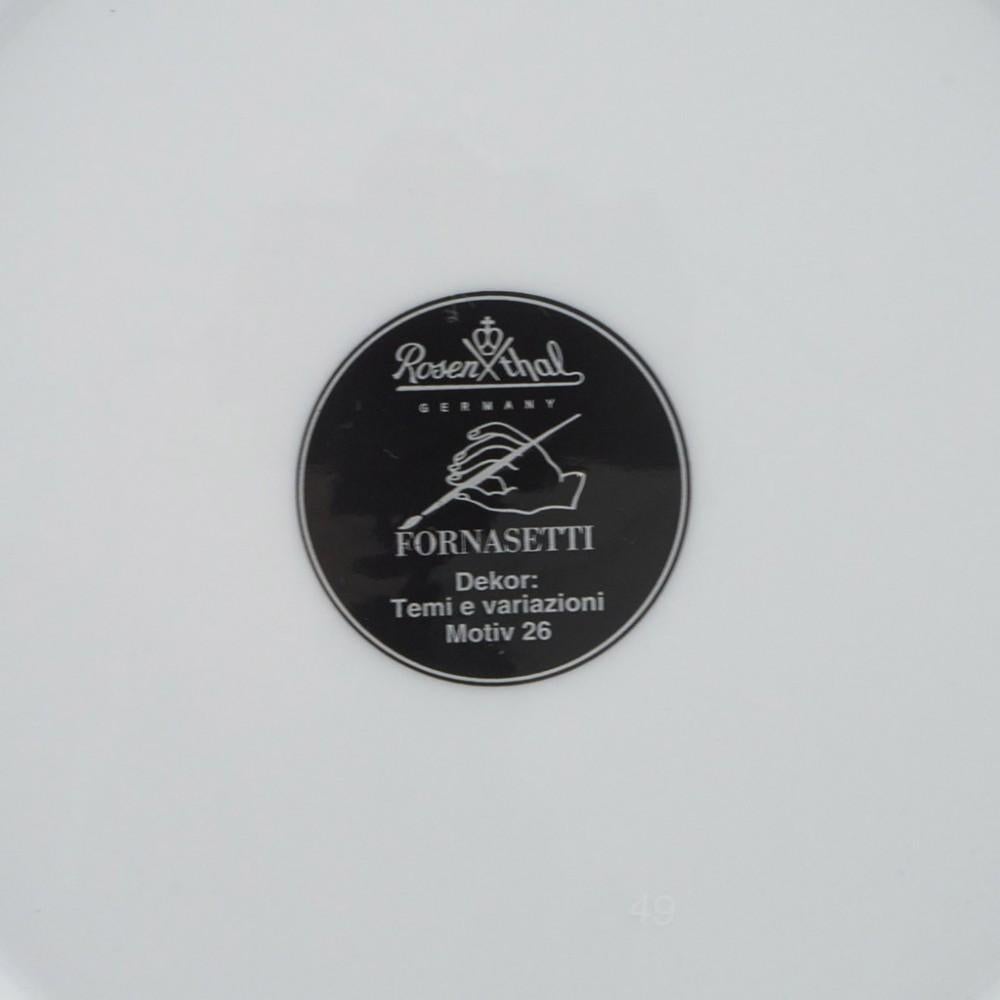 Rosenthal
GERMANY
FORNASETTI
Dekor:
Temi e variazioni
Motiv 26
49